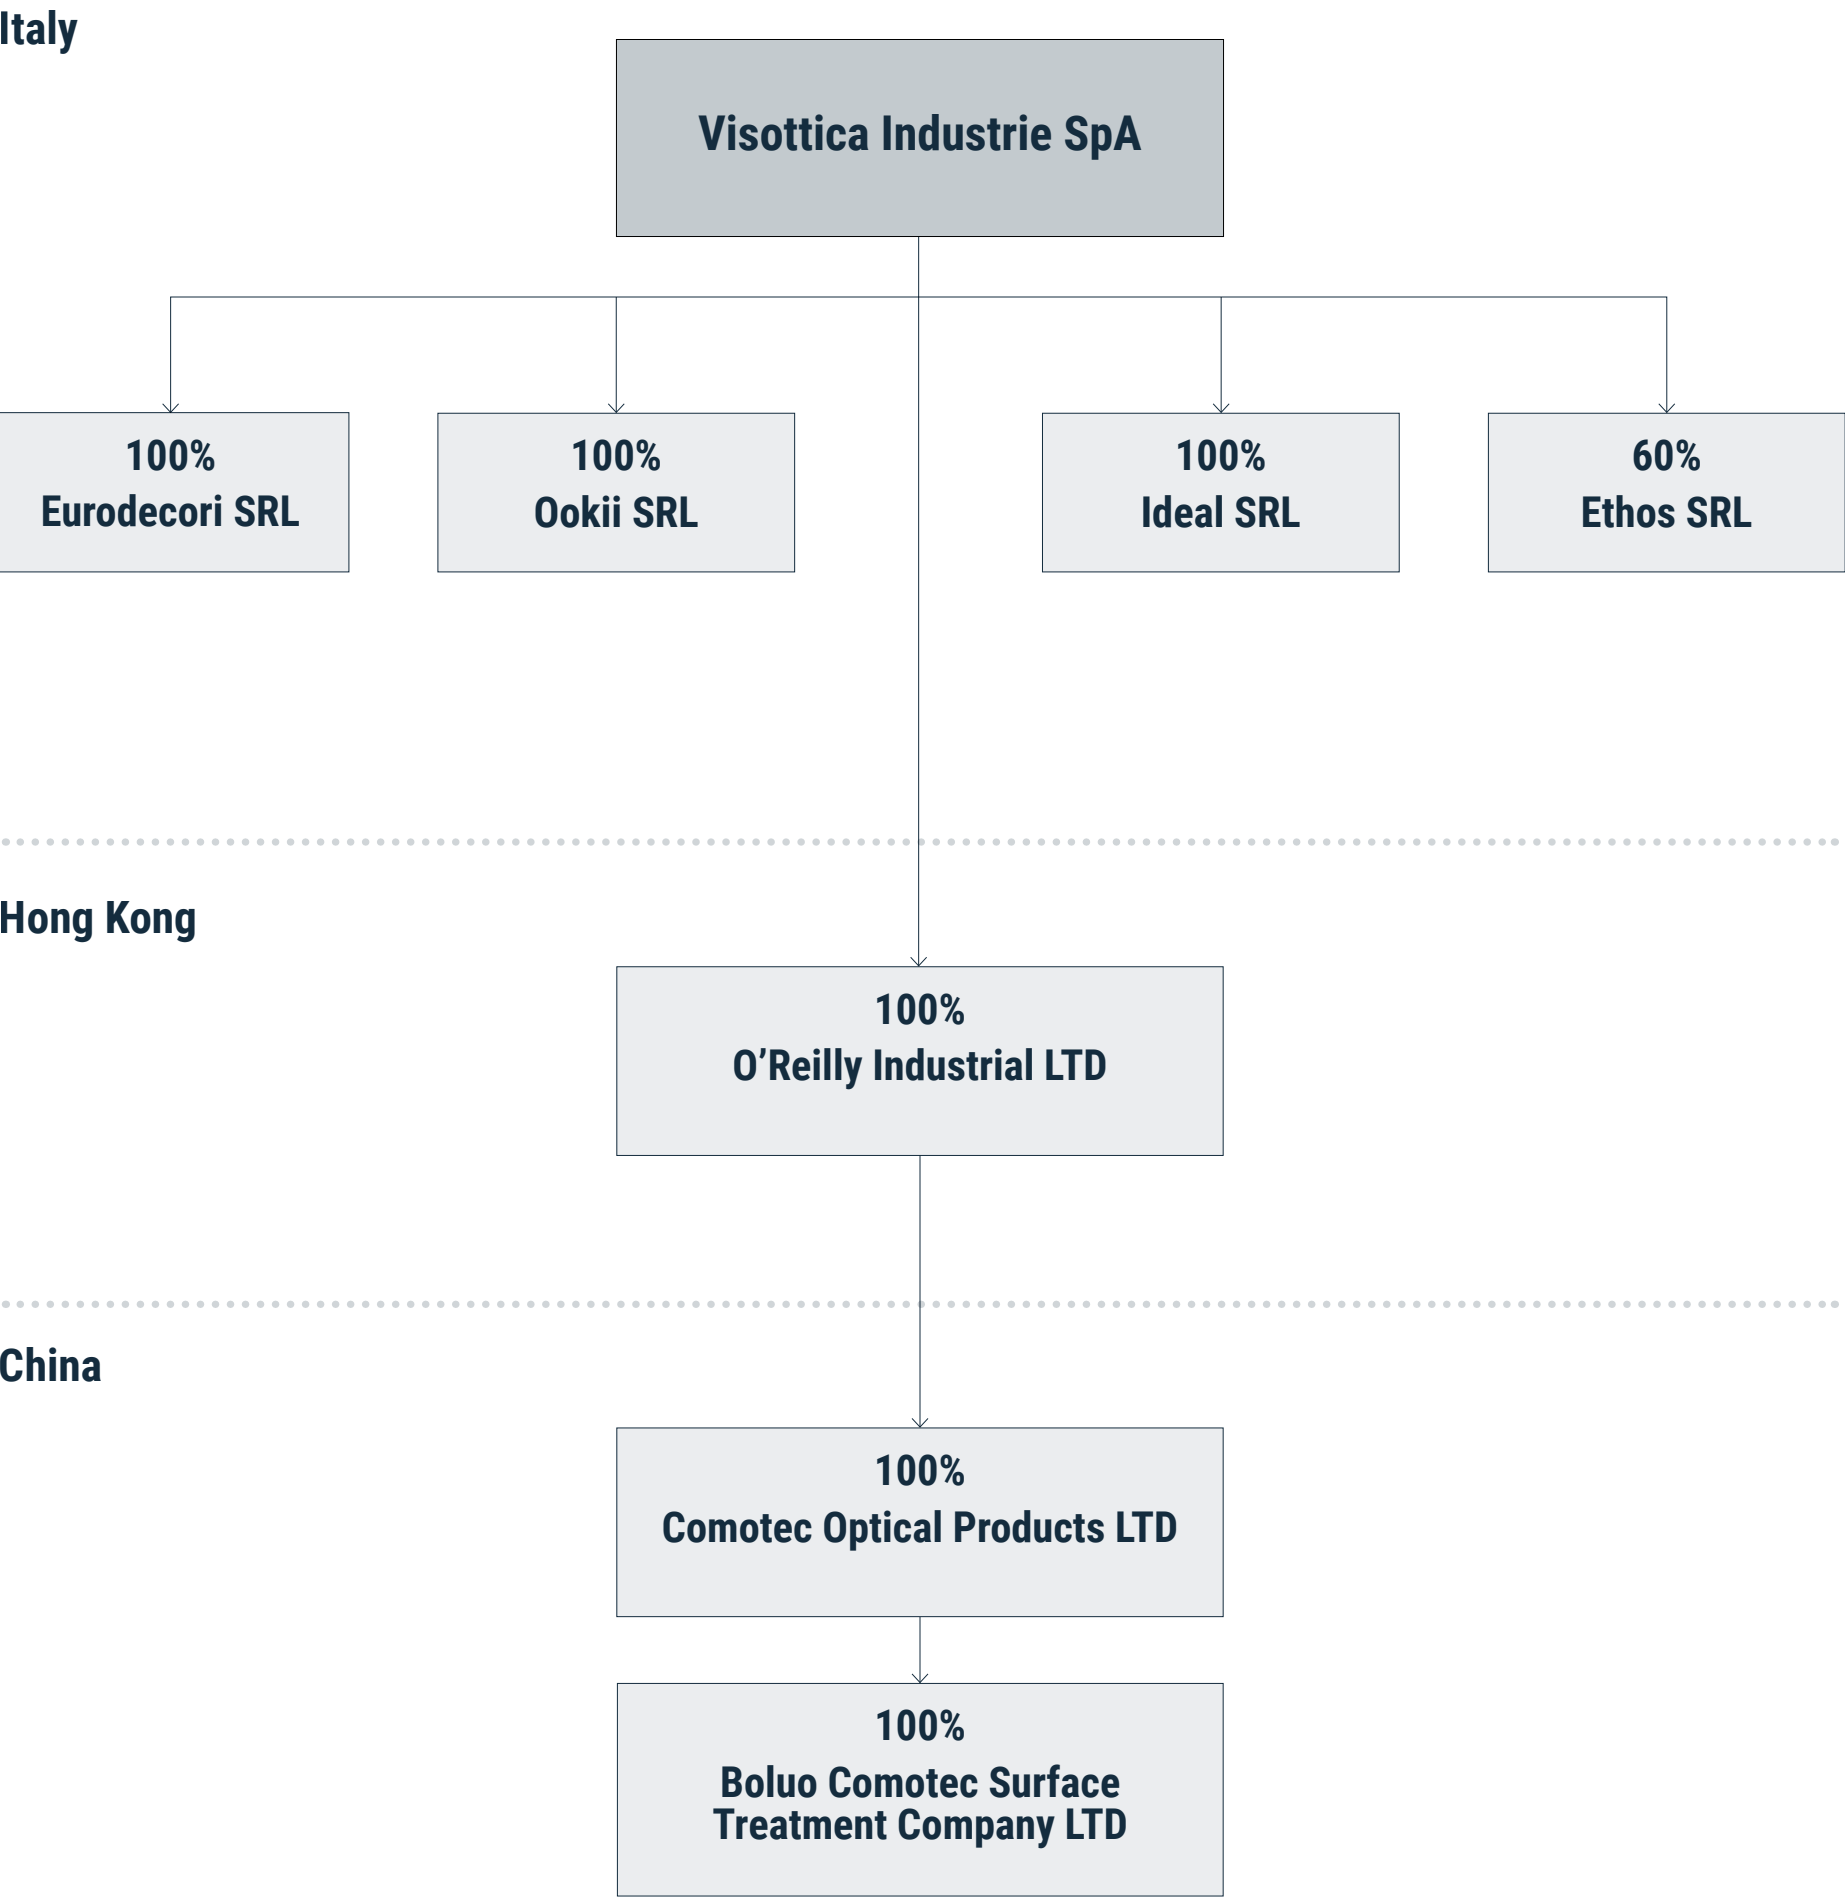 Italy
Visottica Industrie SpA
100%
Eurodecori SRL
100%
Ookii SRL
100%
Ideal SRL
60%
Ethos SRL
Hong Kong
100%
O’Reilly Industrial LTD
China
100%
Comotec Optical Products LTD
100%
Boluo Comotec Surface
Treatment Company LTD